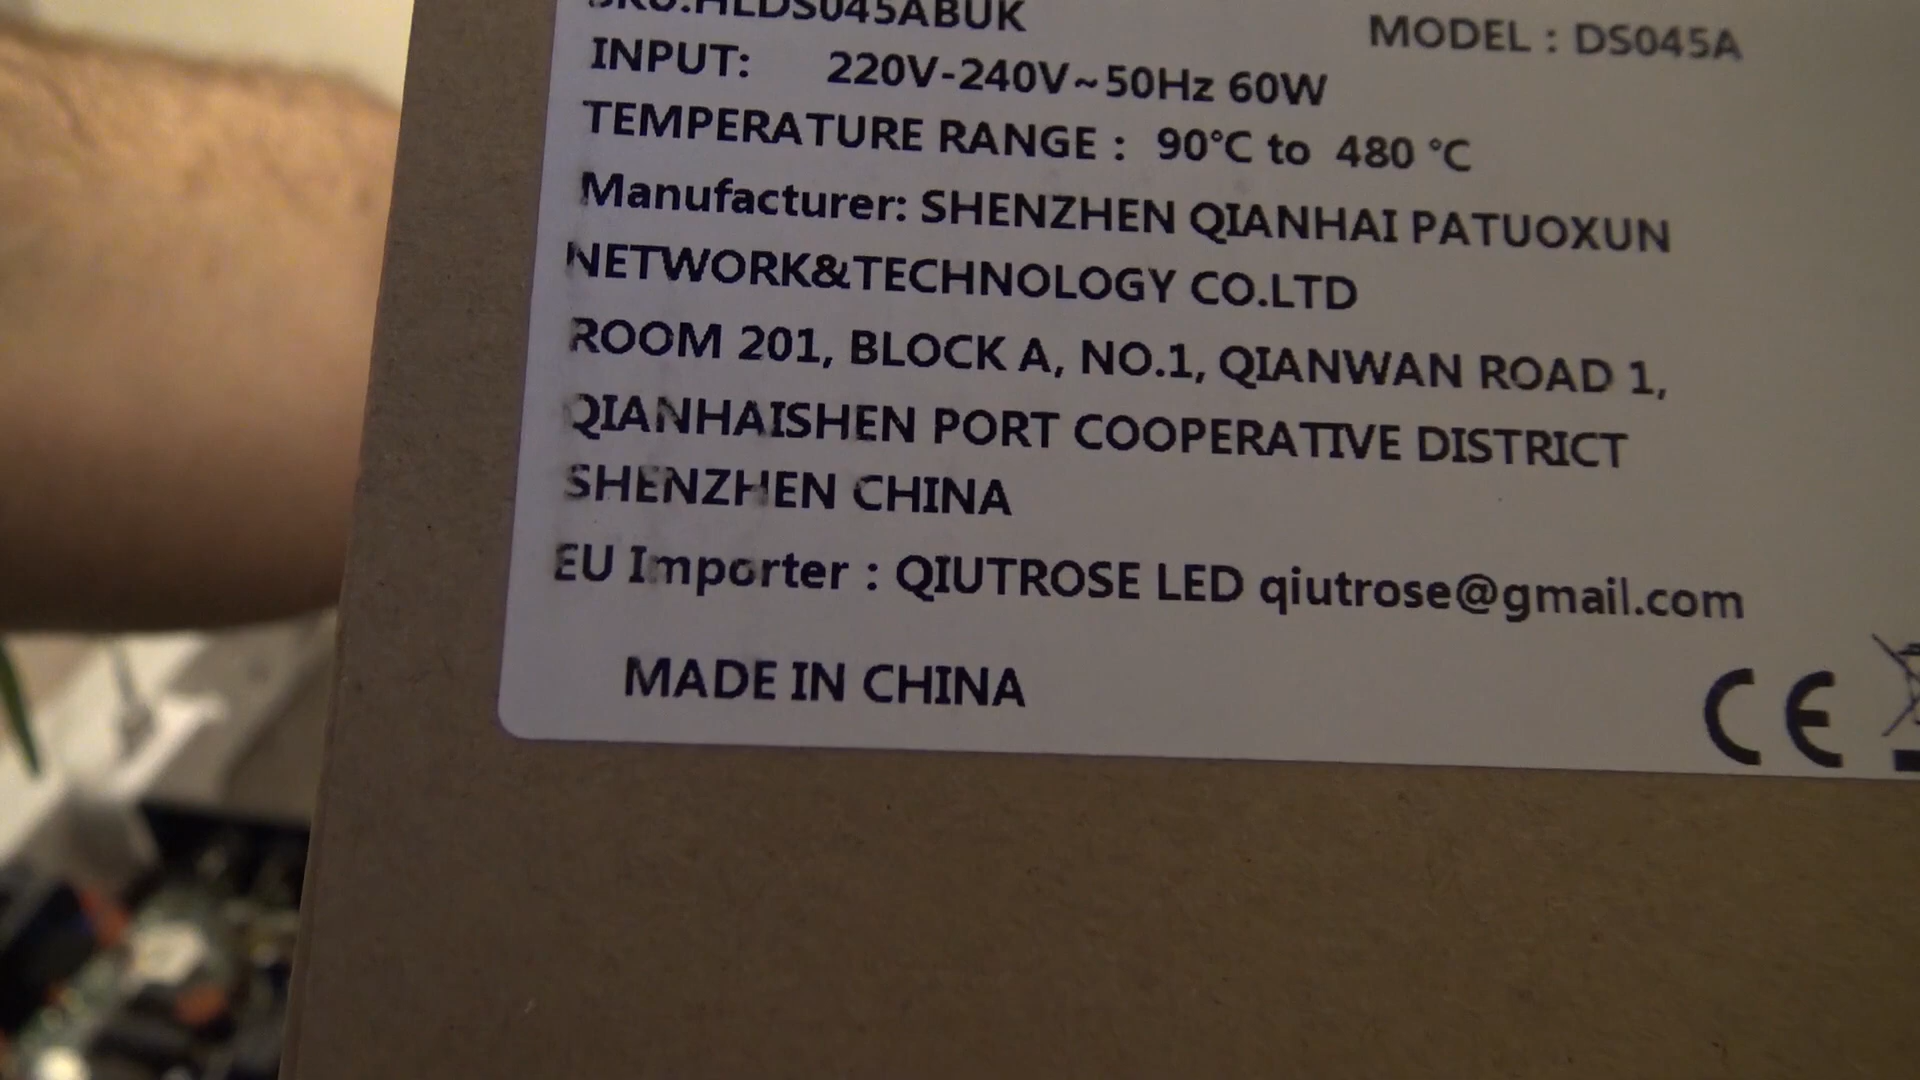 SKU:HLDS045ABUK
MODEL : DS045A
INPUT: 220V-240V~50Hz 60W
TEMPERATURE RANGE : 90°C to 480 °C
Manufacturer: SHENZHEN QIANHAI PATUOXUN
NETWORK&TECHNOLOGY CO.LTD
ROOM 201, BLOCK A, NO.1, QIANWAN ROAD 1,
QIANHAISHEN PORT COOPERATIVE DISTRICT
SHENZHEN CHINA
EU Importer : QIUTROSE LED qiutrose@gmail.com
MADE IN CHINA
CE